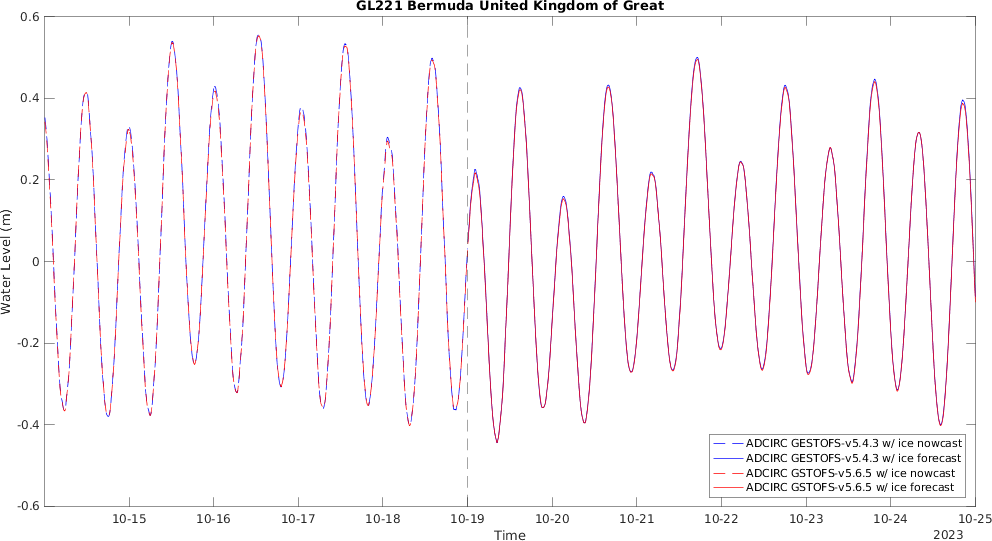 GL221 Bermuda United Kingdom of Great
0.6
0.4
0.2
0
-0.2
-0.4
-0.6
Water Level (m)
ADCIRC GESTOFS-v5.4.3 w/ ice nowcast
ADCIRC GESTOFS-v5.4.3 w/ ice forecast
ADCIRC GSTOFS-v5.6.5 w/ ice nowcast
ADCIRC GSTOFS-v5.6.5 w/ ice forecast
10-15 10-16 10-17 10-18 10-19 10-20 10-21 10-22 10-23 10-24 10-25
Time
2023